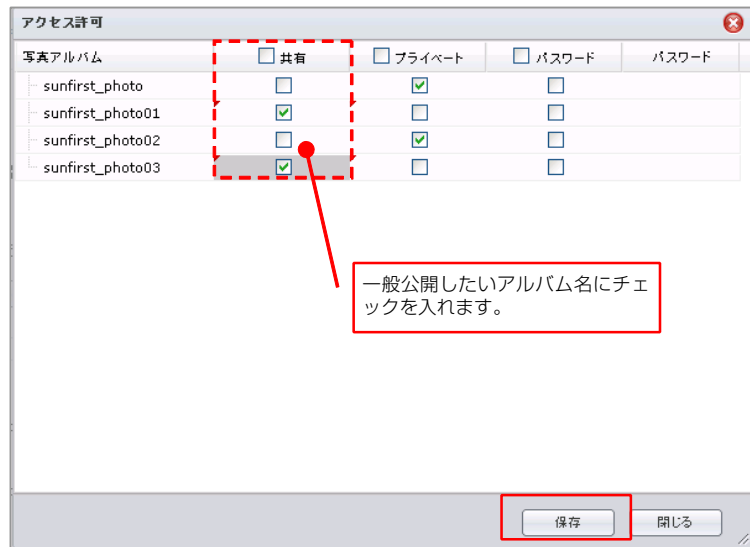 アクセス許可
写真アルバム 共有 プライベート パスワード パスワード
sunfirst_photo
sunfirst_photo01
sunfirst_photo02
sunfirst_photo03
一般公開したいアルバム名にチェ
ックを入れます。
保存 閉じる